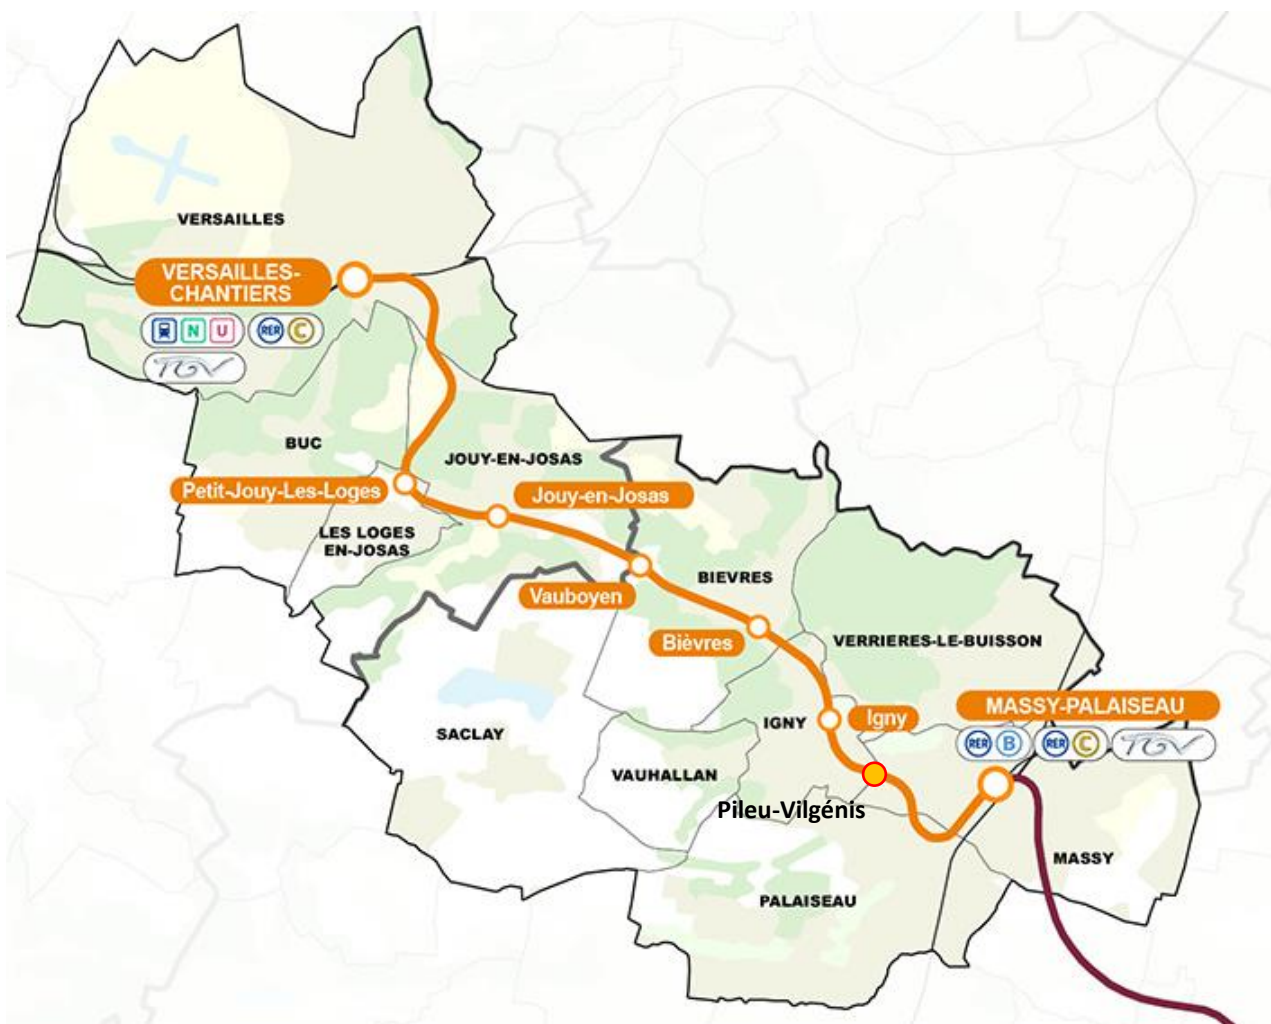 VERSAILLES
VERSAILLES-
CHANTIERS
N U RER C
TGV
BUC
JOUY-EN-JOSAS
Petit-Jouy-Les-Loges
Jouy-en-Josas
LES LOGES
EN-JOSAS
BIEVRES
Vauboyen
Bièvres
VERRIERES-LE-BUISSON
MASSY-PALAISEAU
RER B RER C TGV
IGNY
Igny
SACLAY
VAUHALLAN
Pileu-Vilgénis
MASSY
PALAISEAU